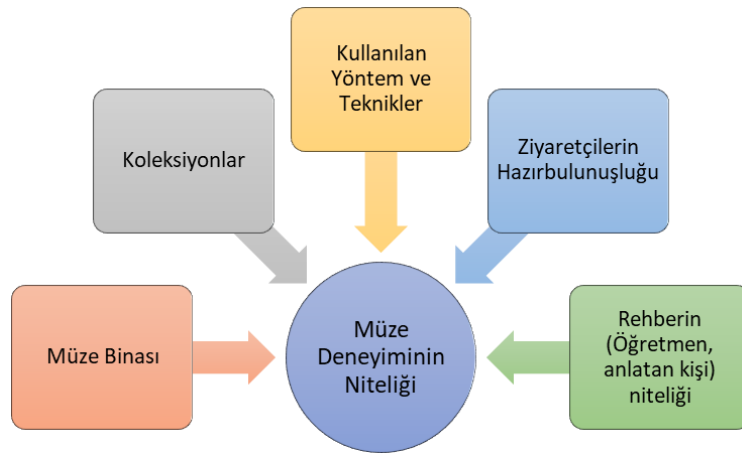 Kullanılan
Yöntem ve
Teknikler
Koleksiyonlar
Ziyaretçilerin
Hazırbulunuşluğu
Müze Binası
Müze
Deneyiminin
Niteliği
Rehberin
(Öğretmen,
anlatan kişi)
niteliği